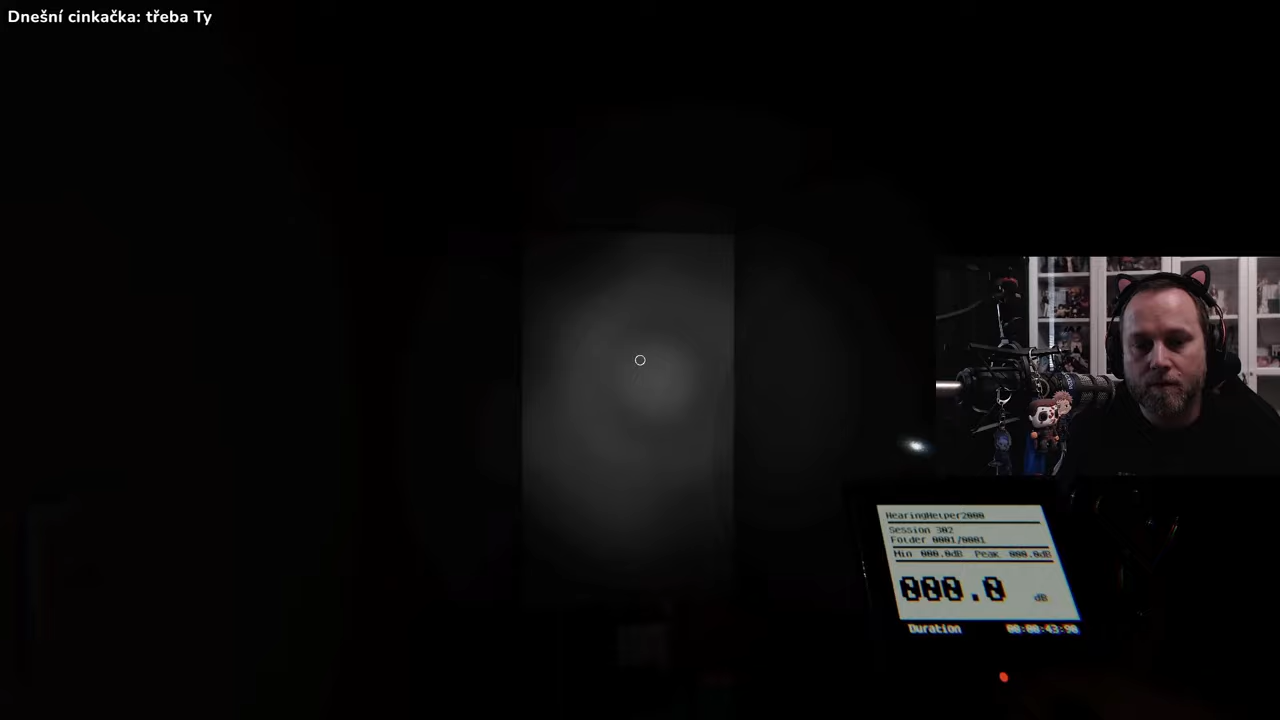 Dnešní cinkačka: třeba Ty
HearingHelper2000
Session 302
Folder 0001/0001
Min 000.0dB Peak 000.0dB
000.0 dB
Duration 00:00:43:90